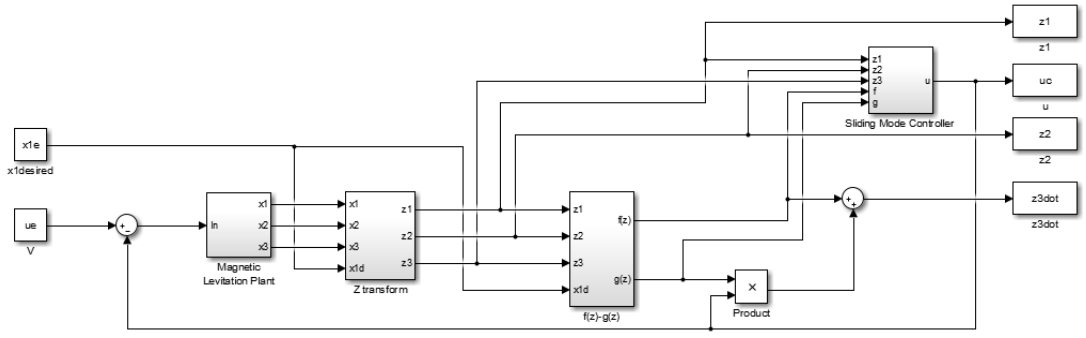 z1
z1
z1
z2
z3
f
g
u
Sliding Mode Controller
uc
u
z2
z2
x1e
x1desired
ue
V
+
−
In
x1
x2
x3
Magnetic
Levitation Plant
x1
x2
x3
x1d
z1
z2
z3
Z transform
z1
z2
z3
x1d
f(z)
g(z)
f(z)-g(z)
×
Product
+
+
z3dot
z3dot